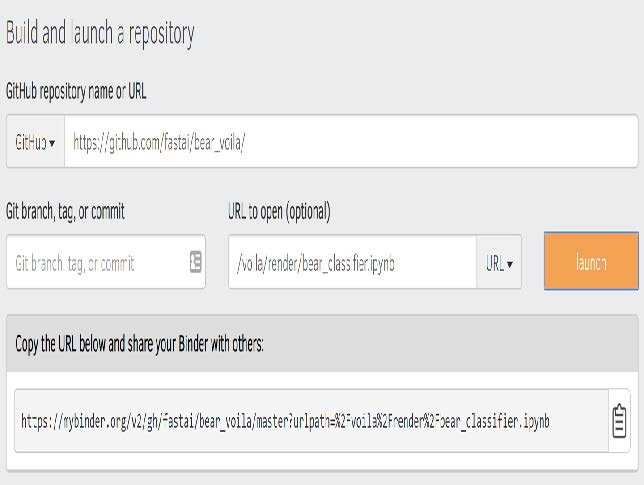 Build and launch a repository
GitHub repository name or URL
GitHub ▾ https://github.com/fastai/bear_voila/
Git branch, tag, or commit URL to open (optional)
Git branch, tag, or commit /voila/render/bear_classifier.ipynb URL ▾ launch
Copy the URL below and share your Binder with others:
https://mybinder.org/v2/gh/fastai/bear_voila/master?urlpath=%2Fvoila%2Frender%2Fbear_classifier.ipynb